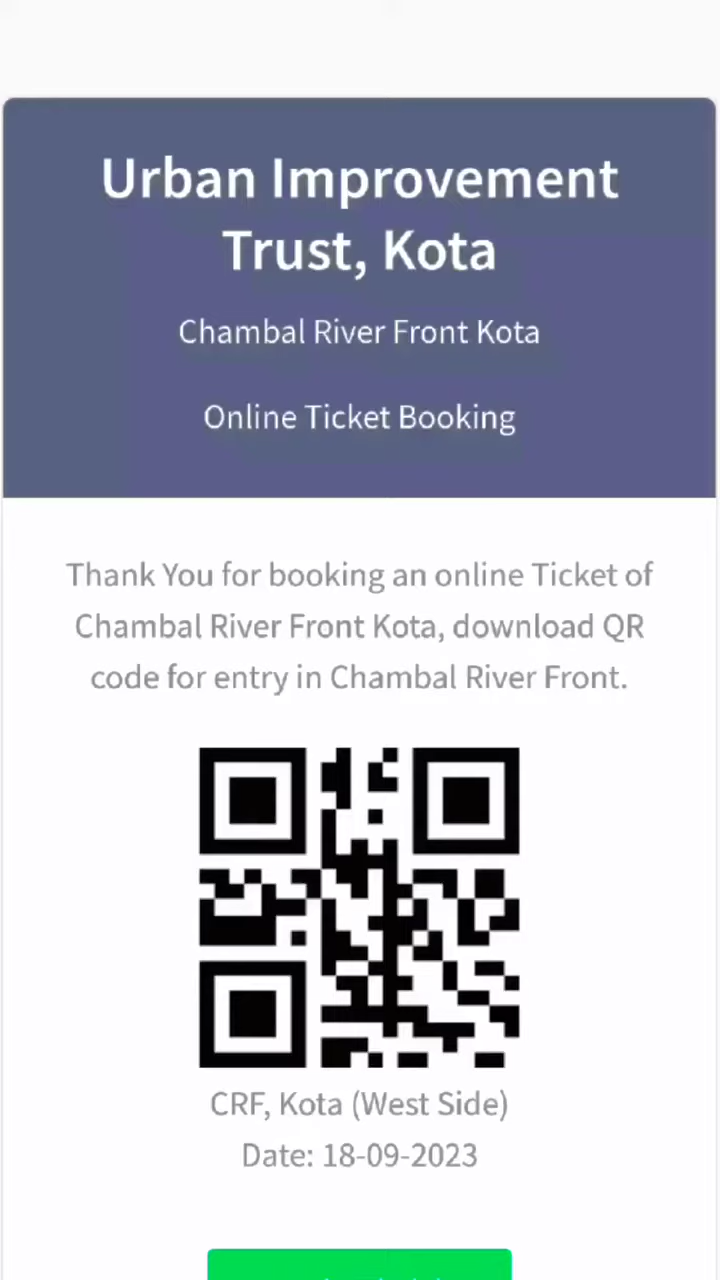 Urban Improvement
Trust, Kota
Chambal River Front Kota
Online Ticket Booking
Thank You for booking an online Ticket of
Chambal River Front Kota, download QR
code for entry in Chambal River Front.
CRF, Kota (West Side)
Date: 18-09-2023